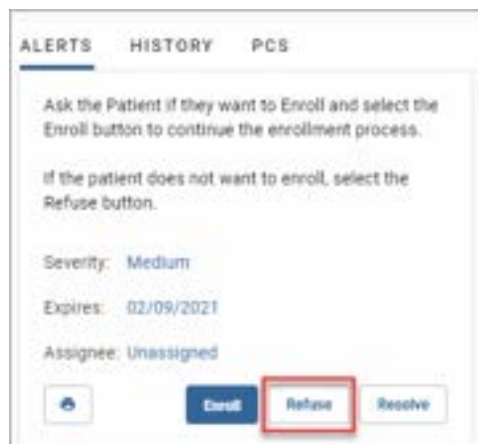 ALERTS HISTORY PCS
Ask the Patient if they want to Enroll and select the
Enroll button to continue the enrollment process.
If the patient does not want to enroll, select the
Refuse button.
Severity: Medium
Expires: 02/09/2021
Assignee: Unassigned
Enroll Refuse Resolve